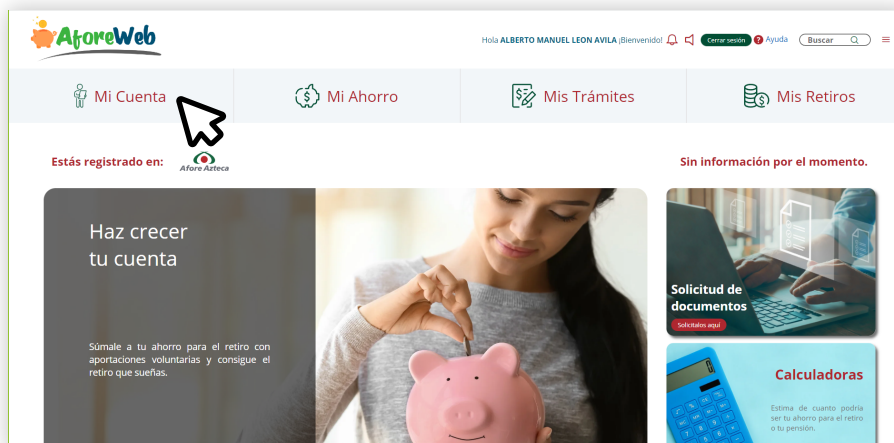 AforeWeb
Hola ALBERTO MANUEL LEON AVILA ¡Bienvenido! Cerrar sesión ? Ayuda Buscar
Mi Cuenta
Mi Ahorro
Mis Trámites
Mis Retiros
Estás registrado en:
Afore Azteca
Sin información por el momento.
Haz crecer
tu cuenta
Súmale a tu ahorro para el retiro con
aportaciones voluntarias y consigue el
retiro que sueñas.
Solicitud de
documentos
Solicítalos aquí
Calculadoras
Estima de cuanto podría
ser tu ahorro para el retiro
o tu pensión.